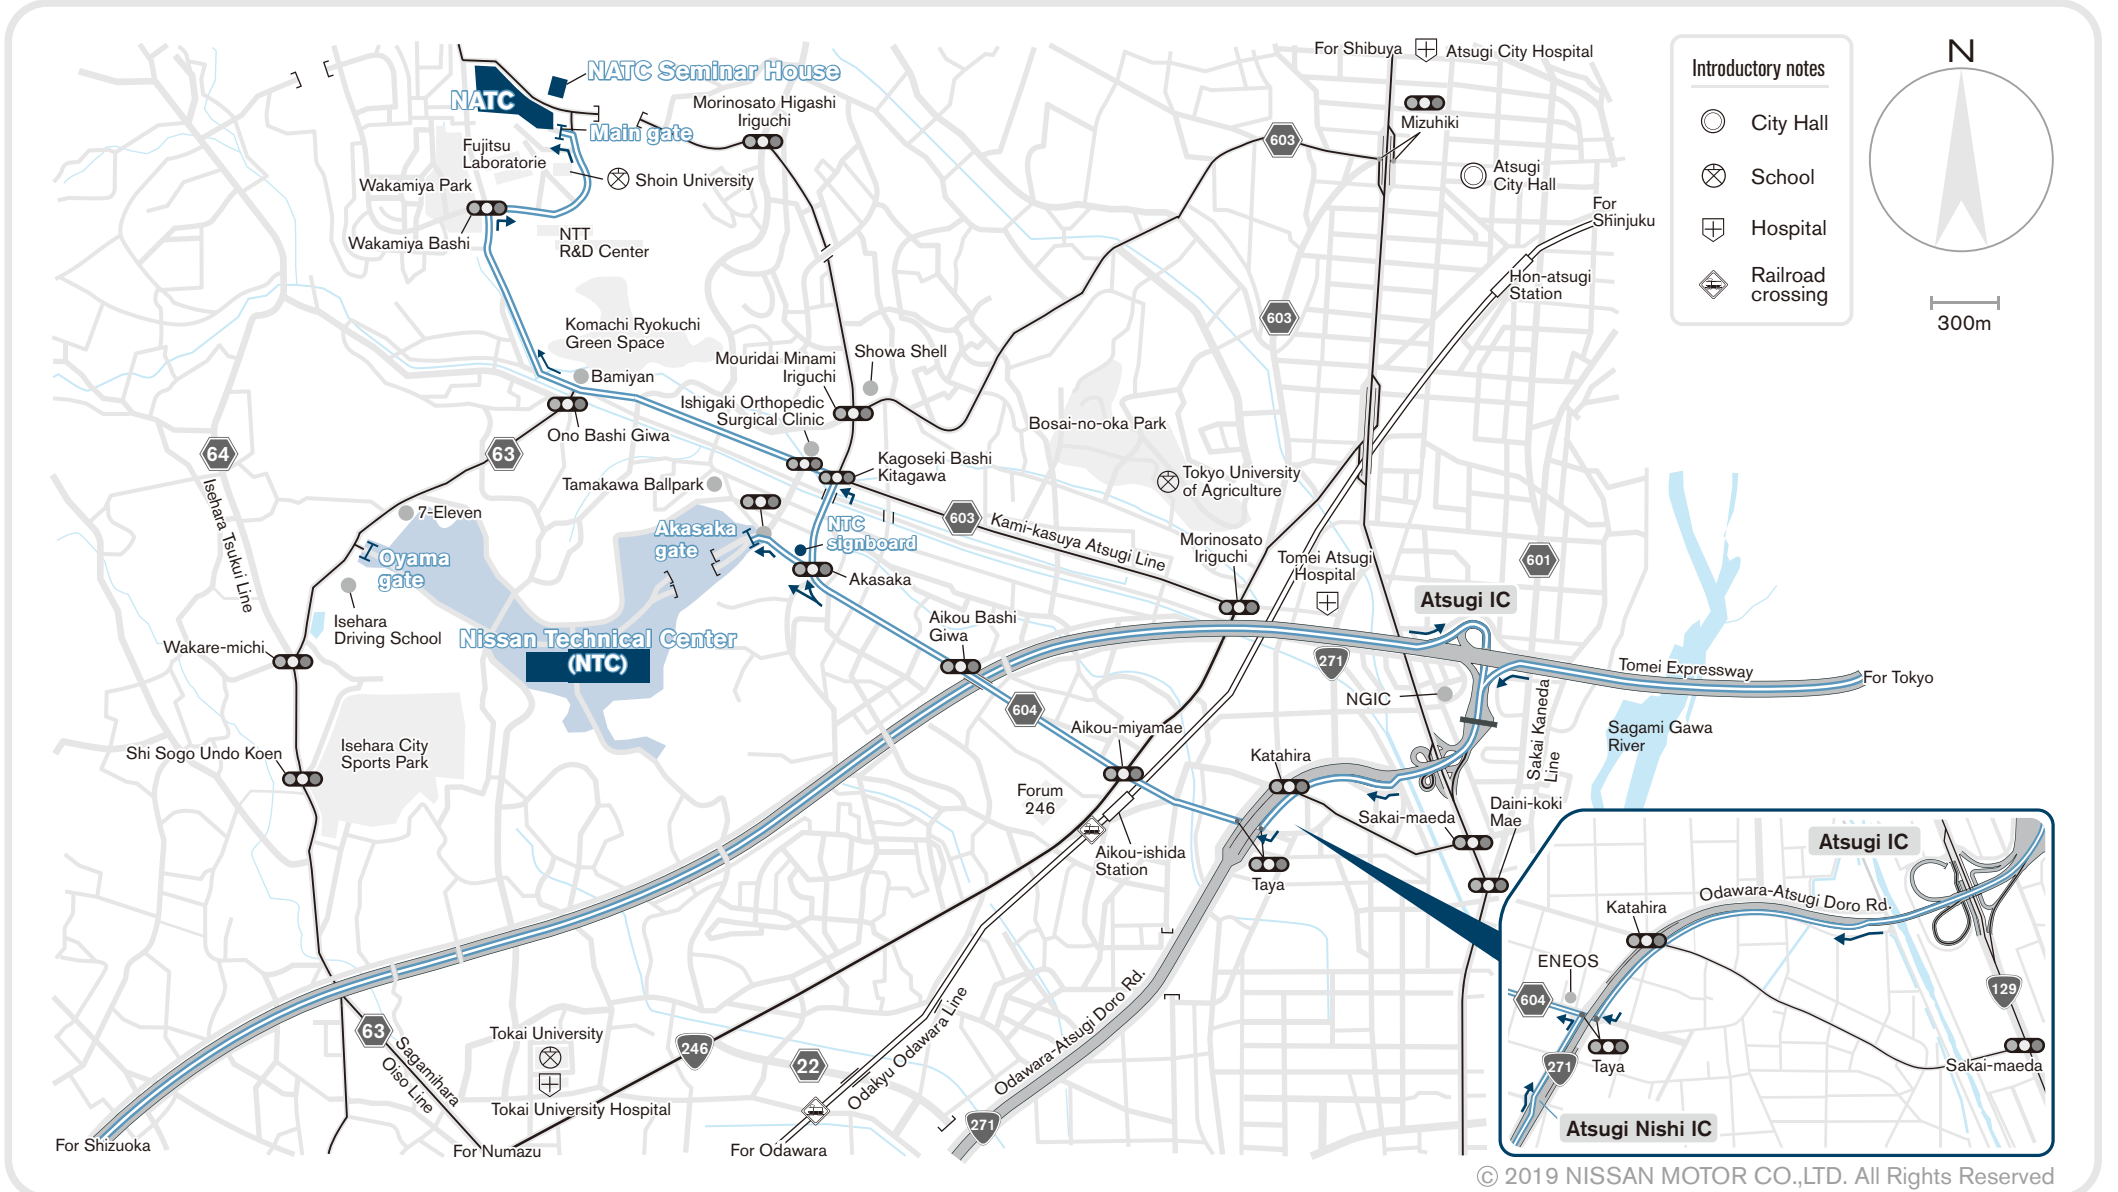 For Shibuya
Atsugi City Hospital
N
Introductory notes
City Hall
School
Hospital
Railroad
crossing
300m
NATC Seminar House
NATC
Main gate
Morinosato Higashi
Iriguchi
Mizuhiki
603
Atsugi
City Hall
Fujitsu
Laboratorie
Shoin University
Wakamiya Park
Wakamiya Bashi
NTT
R&D Center
For
Shinjuku
Hon-atsugi
Station
603
Komachi Ryokuchi
Green Space
Mouridai Minami
Iriguchi
Showa Shell
Bamiyan
Ishigaki Orthopedic
Surgical Clinic
Ono Bashi Giwa
Bosai-no-oka Park
64
63
Isehara Tsukui Line
Kagoseki Bashi
Kitagawa
Tamakawa Ballpark
Tokyo University
of Agriculture
7-Eleven
Akasaka
gate
NTC
signboard
603
Kami-kasuya Atsugi Line
Morinosato
Iriguchi
Tomei Atsugi
Hospital
601
Oyama
gate
Akasaka
Atsugi IC
Isehara
Driving School
Aikou Bashi
Giwa
Wakare-michi
Nissan Technical Center
(NTC)
271
Tomei Expressway
For Tokyo
NGIC
Sakai Kaneda
Line
604
Aikou-miyamae
Sagami Gawa
River
Shi Sogo Undo Koen
Isehara City
Sports Park
Katahira
Forum
246
Sakai-maeda
Daini-koki
Mae
Aikou-ishida
Station
Taya
Atsugi IC
Odawara-Atsugi Doro Rd.
Katahira
ENEOS
604
129
271
Taya
Sakai-maeda
Atsugi Nishi IC
Odawara-Atsugi Doro Rd.
Odakyu Odawara Line
63
Sagamihara
Oiso Line
Tokai University
246
22
Tokai University Hospital
271
For Shizuoka
For Numazu
For Odawara
© 2019 NISSAN MOTOR CO.,LTD. All Rights Reserved